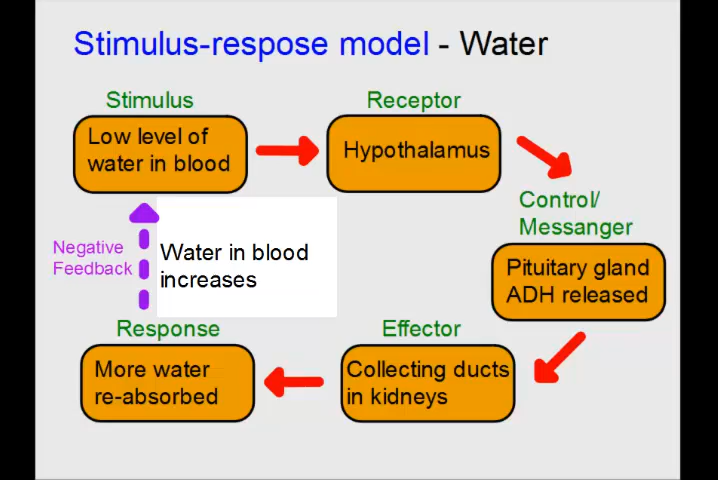 Stimulus-respose model - Water
Stimulus
Low level of
water in blood
Receptor
Hypothalamus
Control/
Messanger
Pituitary gland
ADH released
Effector
Collecting ducts
in kidneys
Response
More water
re-absorbed
Negative
Feedback
Water in blood
increases